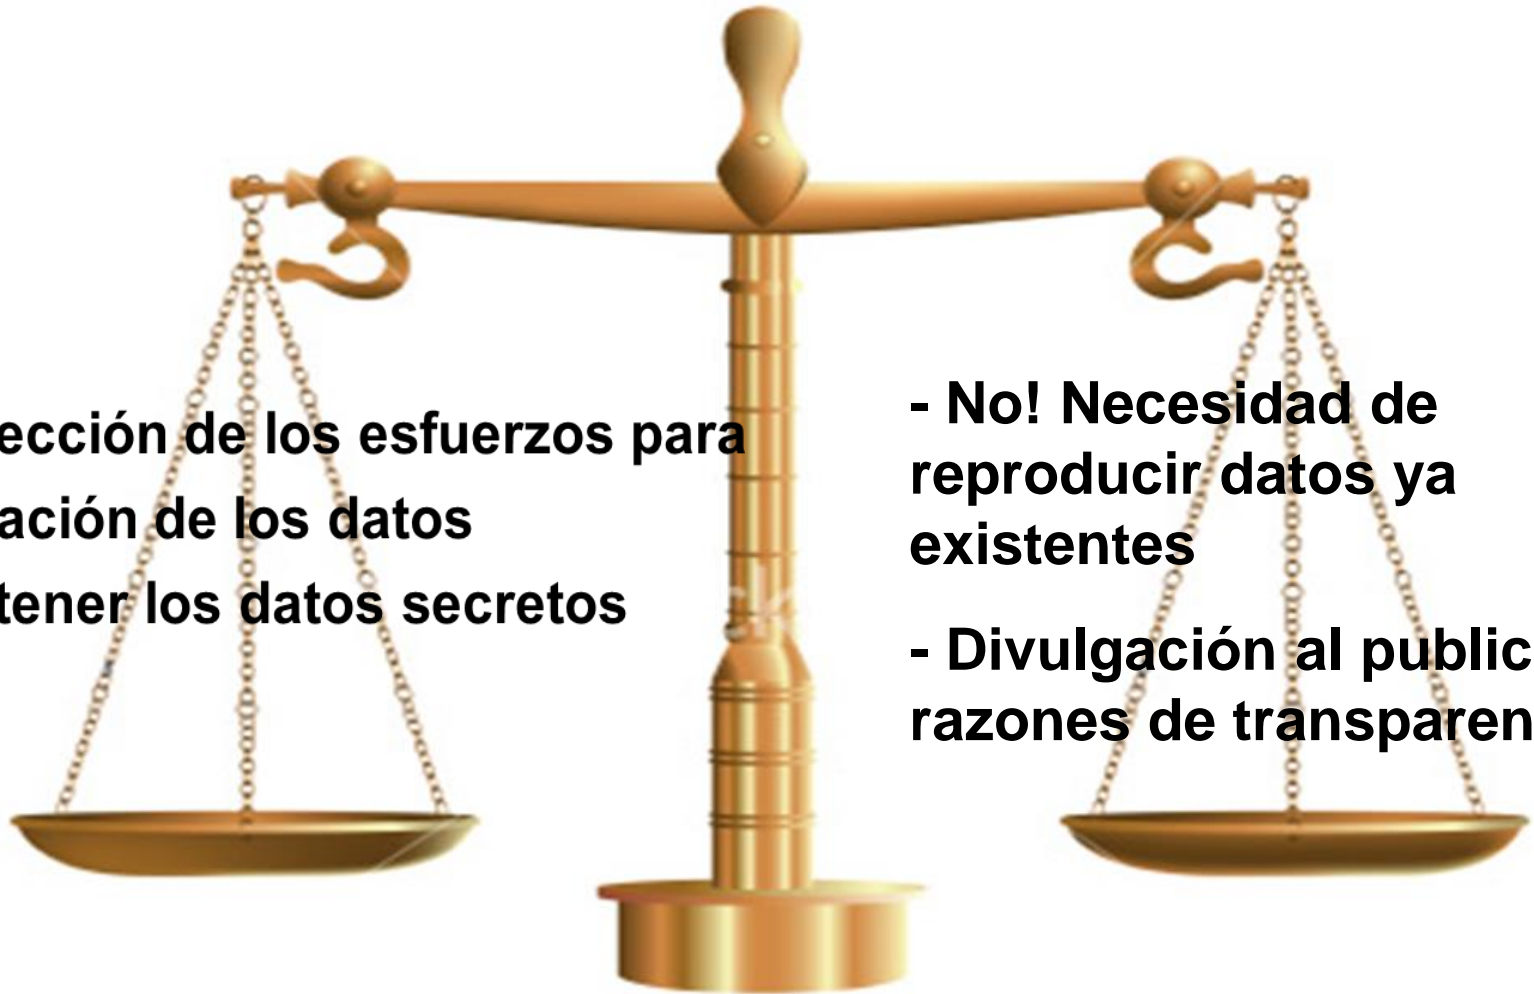 ección de los esfuerzos para
ación de los datos
tener los datos secretos
- No! Necesidad de
reproducir datos ya
existentes
- Divulgación al public
razones de transparen